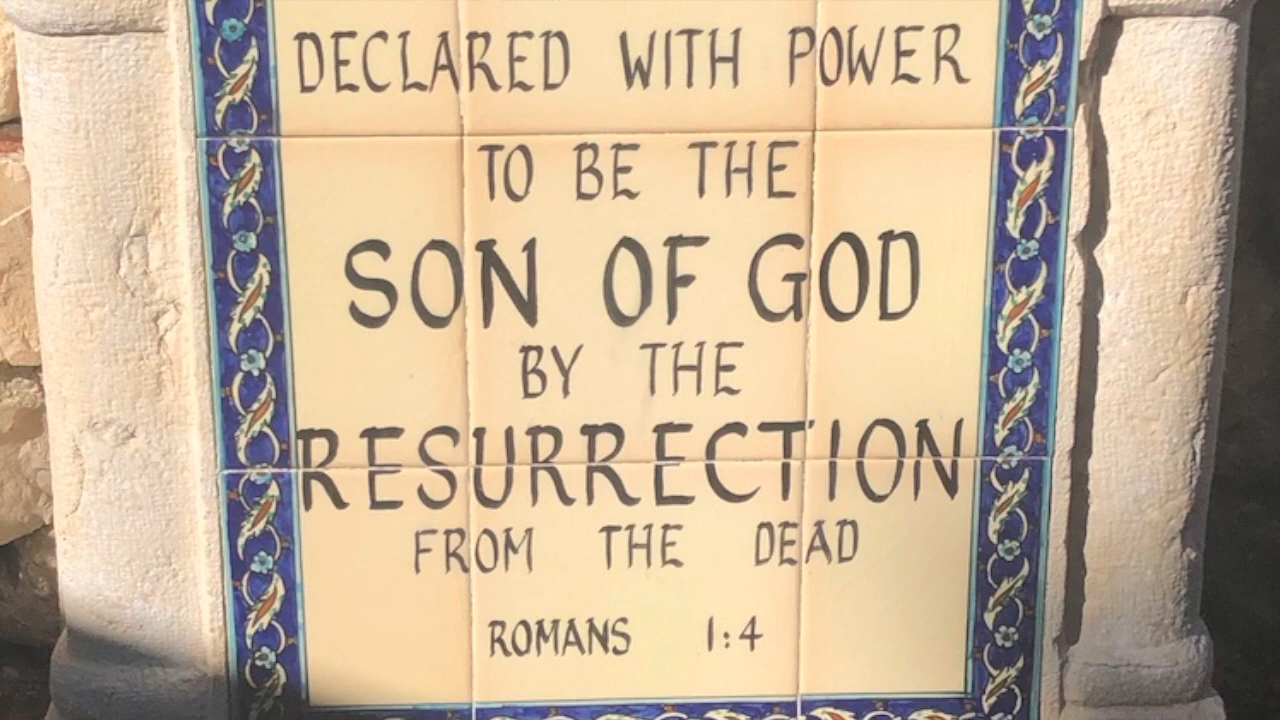 DECLARED WITH POWER
TO BE THE
SON OF GOD
BY THE
RESURRECTION
FROM THE DEAD
ROMANS 1:4